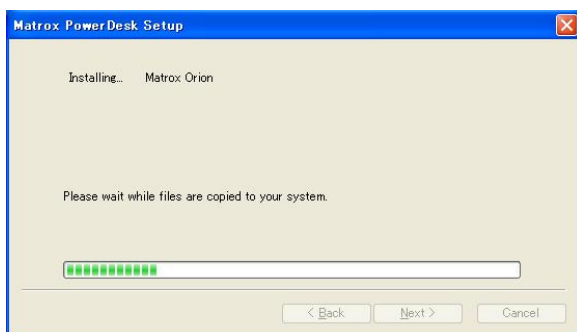 Matrox PowerDesk Setup
Installing... Matrox Orion
Please wait while files are copied to your system.
< Back Next > Cancel